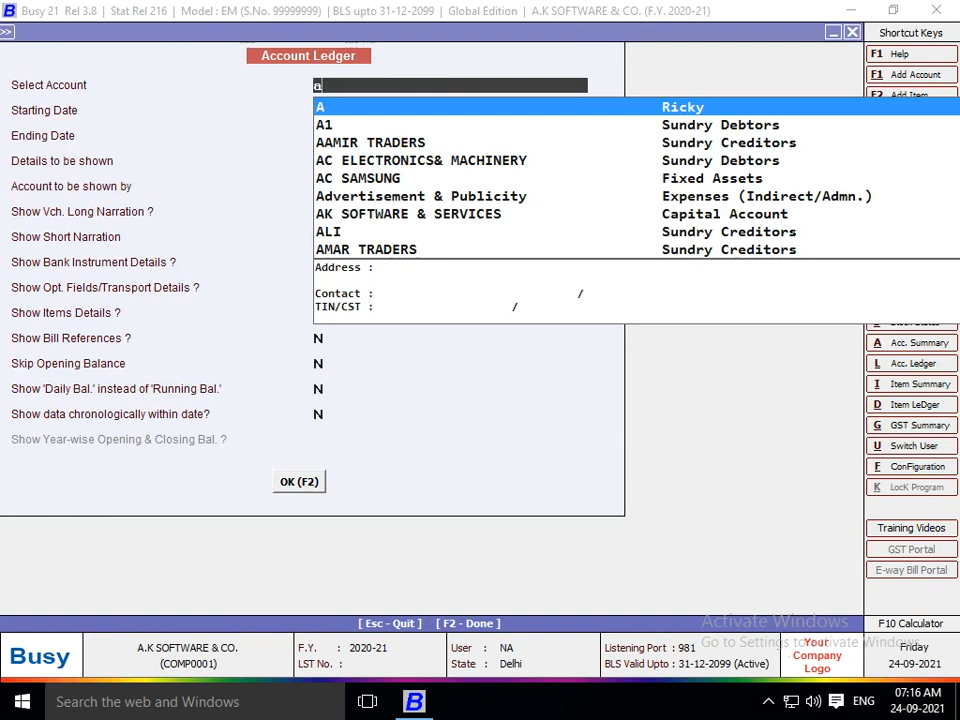 Busy 21 Rel 3.8 | Stat Rel 216 | Model : EM (S.No. 99999999) | BLS upto 31-12-2099 | Global Edition | A.K SOFTWARE & CO. (F.Y. 2020-21)
>>
Shortcut Keys
Account Ledger
F1 Help
F1 Add Account
F2 Add Item
Select Account a
Starting Date
Ending Date
Details to be shown
Account to be shown by
Show Vch. Long Narration ?
Show Short Narration
Show Bank Instrument Details ?
Show Opt. Fields/Transport Details ?
Show Items Details ?
Show Bill References ? N
Skip Opening Balance N
Show 'Daily Bal.' instead of 'Running Bal.' N
Show data chronologically within date? N
Show Year-wise Opening & Closing Bal. ?
OK (F2)
A Ricky
A1 Sundry Debtors
AAMIR TRADERS Sundry Creditors
AC ELECTRONICS& MACHINERY Sundry Debtors
AC SAMSUNG Fixed Assets
Advertisement & Publicity Expenses (Indirect/Admn.)
AK SOFTWARE & SERVICES Capital Account
ALI Sundry Creditors
AMAR TRADERS Sundry Creditors
Address :
Contact : /
TIN/CST : /
A Acc. Summary
L Acc. Ledger
I Item Summary
D Item LeDger
G GST Summary
U Switch User
F ConFiguration
K LocK Program
Training Videos
GST Portal
E-way Bill Portal
Activate Windows
Go to Settings to activate Windows.
[ Esc - Quit ] [ F2 - Done ]
F10 Calculator
Busy
A.K SOFTWARE & CO.
(COMP0001)
F.Y. : 2020-21
LST No. :
User : NA
State : Delhi
Listening Port : 981
BLS Valid Upto : 31-12-2099 (Active)
Your
Company
Logo
Friday
24-09-2021
Search the web and Windows
B
ENG
07:16 AM
24-09-2021